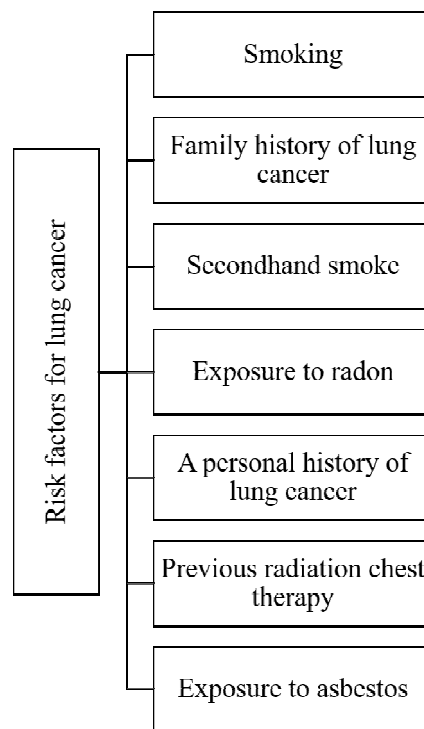 Risk factors for lung cancer
Smoking
Family history of lung
cancer
Secondhand smoke
Exposure to radon
A personal history of
lung cancer
Previous radiation chest
therapy
Exposure to asbestos